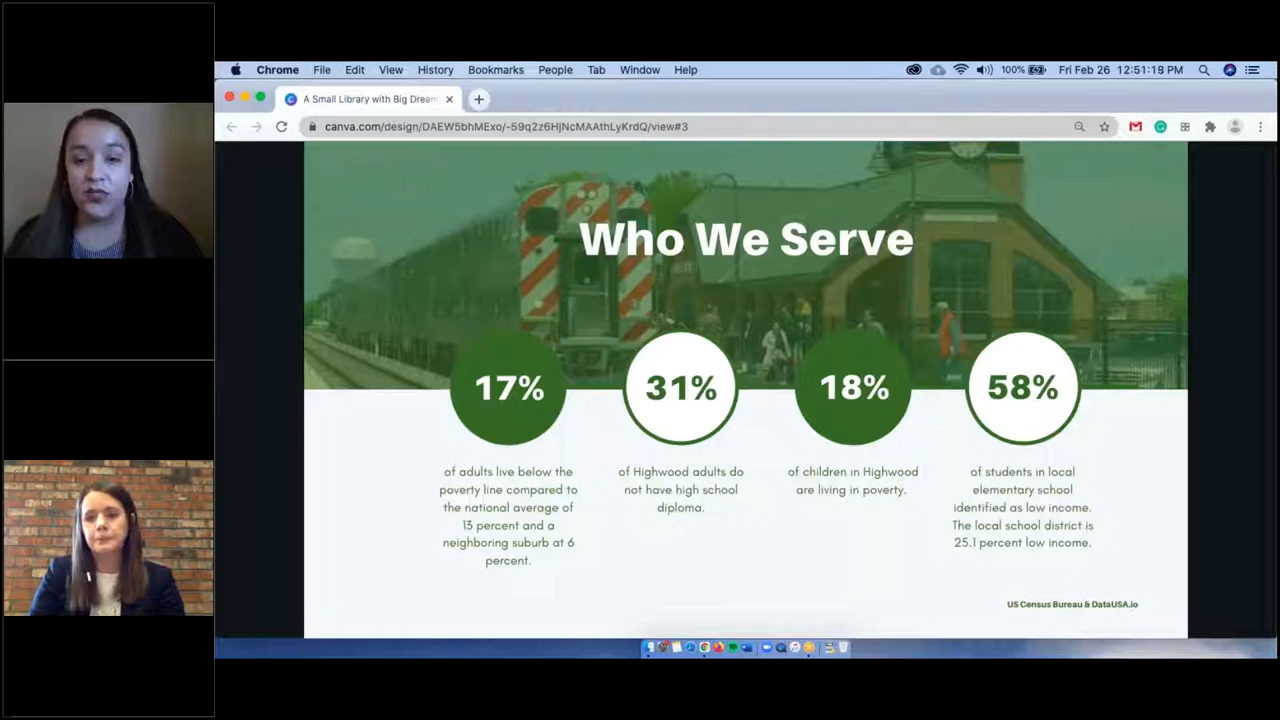 Chrome File Edit View History Bookmarks People Tab Window Help 100% Fri Feb 26 12:51:19 PM
A Small Library with Big Dream
canva.com/design/DAEW5bhMExo/-59q2z6HjNcMAAthLyKrdQ/view#3
Who We Serve
17%
31%
18%
58%
of adults live below the
poverty line compared to
the national average of
13 percent and a
neighboring suburb at 6
percent.
of Highwood adults do
not have high school
diploma.
of children in Highwood
are living in poverty.
of students in local
elementary school
identified as low income.
The local school district is
25.1 percent low income.
US Census Bureau & DataUSA.io